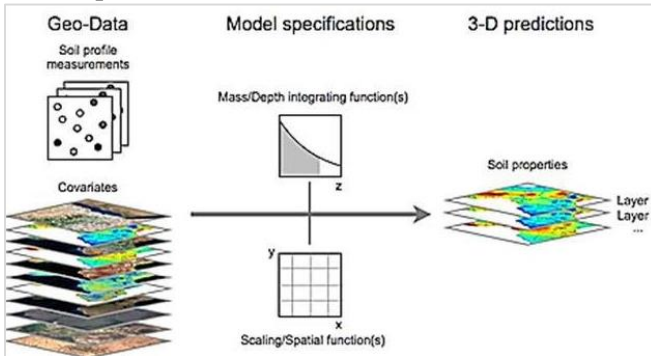 Geo-Data
Model specifications
3-D predictions
Soil profile
measurements
Mass/Depth integrating function(s)
z
Covariates
Soil properties
Layer
Layer
...
y
x
Scaling/Spatial function(s)